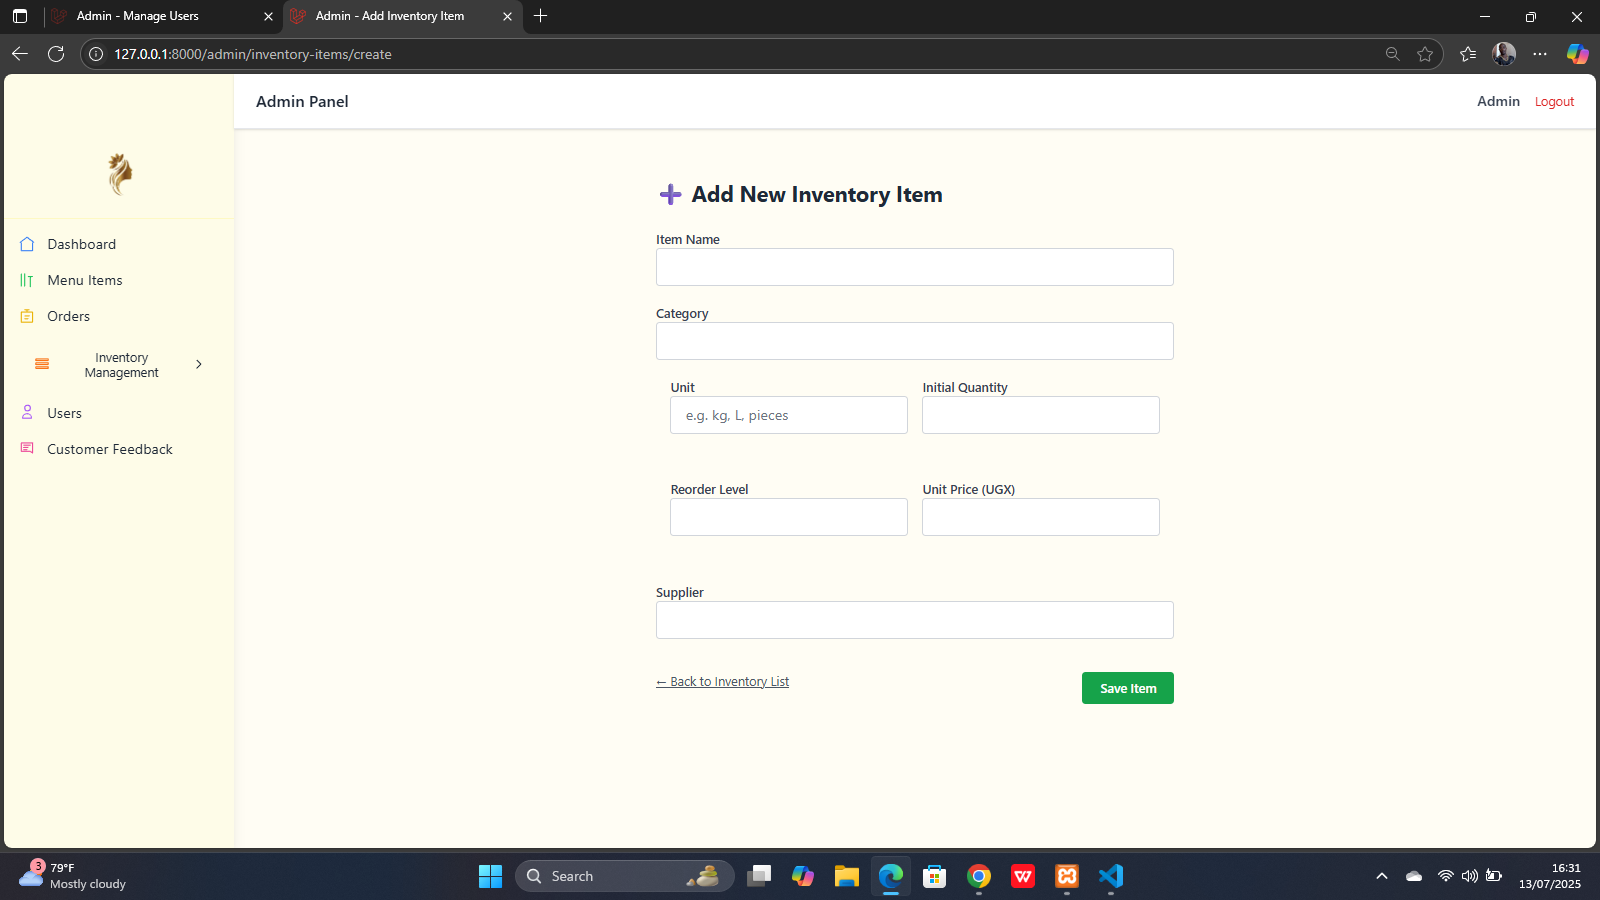 Admin - Manage Users
Admin - Add Inventory Item
127.0.0.1:8000/admin/inventory-items/create
Admin Panel
Admin
Logout
Dashboard
Menu Items
Orders
Inventory
Management
Users
Customer Feedback
Add New Inventory Item
Item Name
Category
Unit
Initial Quantity
e.g. kg, L, pieces
Reorder Level
Unit Price (UGX)
Supplier
← Back to Inventory List
Save Item
3
79°F
Mostly cloudy
Search
W
16:31
13/07/2025